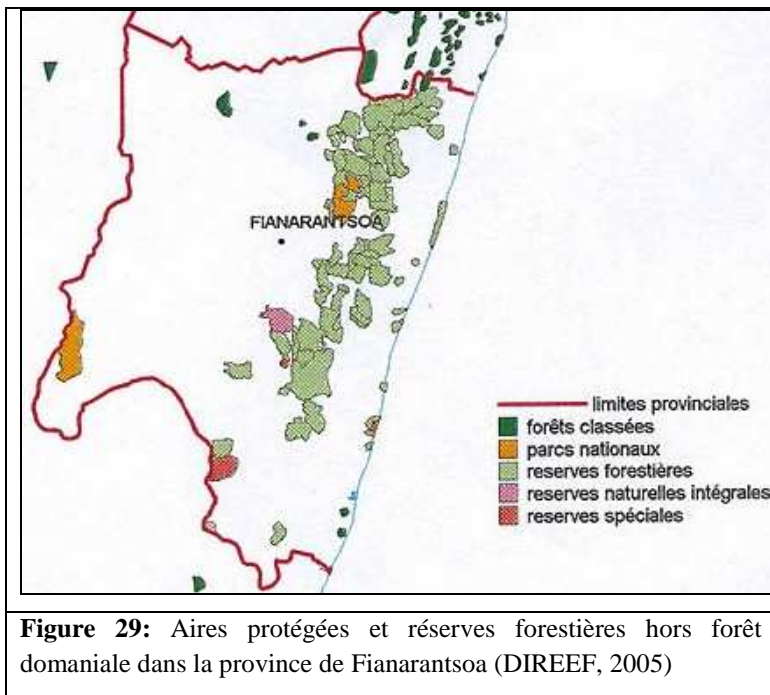 FIANARANTSOA
limites provinciales
forêts classées
parcs nationaux
reserves forestières
reserves naturelles intégrales
reserves spéciales
Figure 29: Aires protégées et réserves forestières hors forêt
domaniale dans la province de Fianarantsoa (DIREEF, 2005)